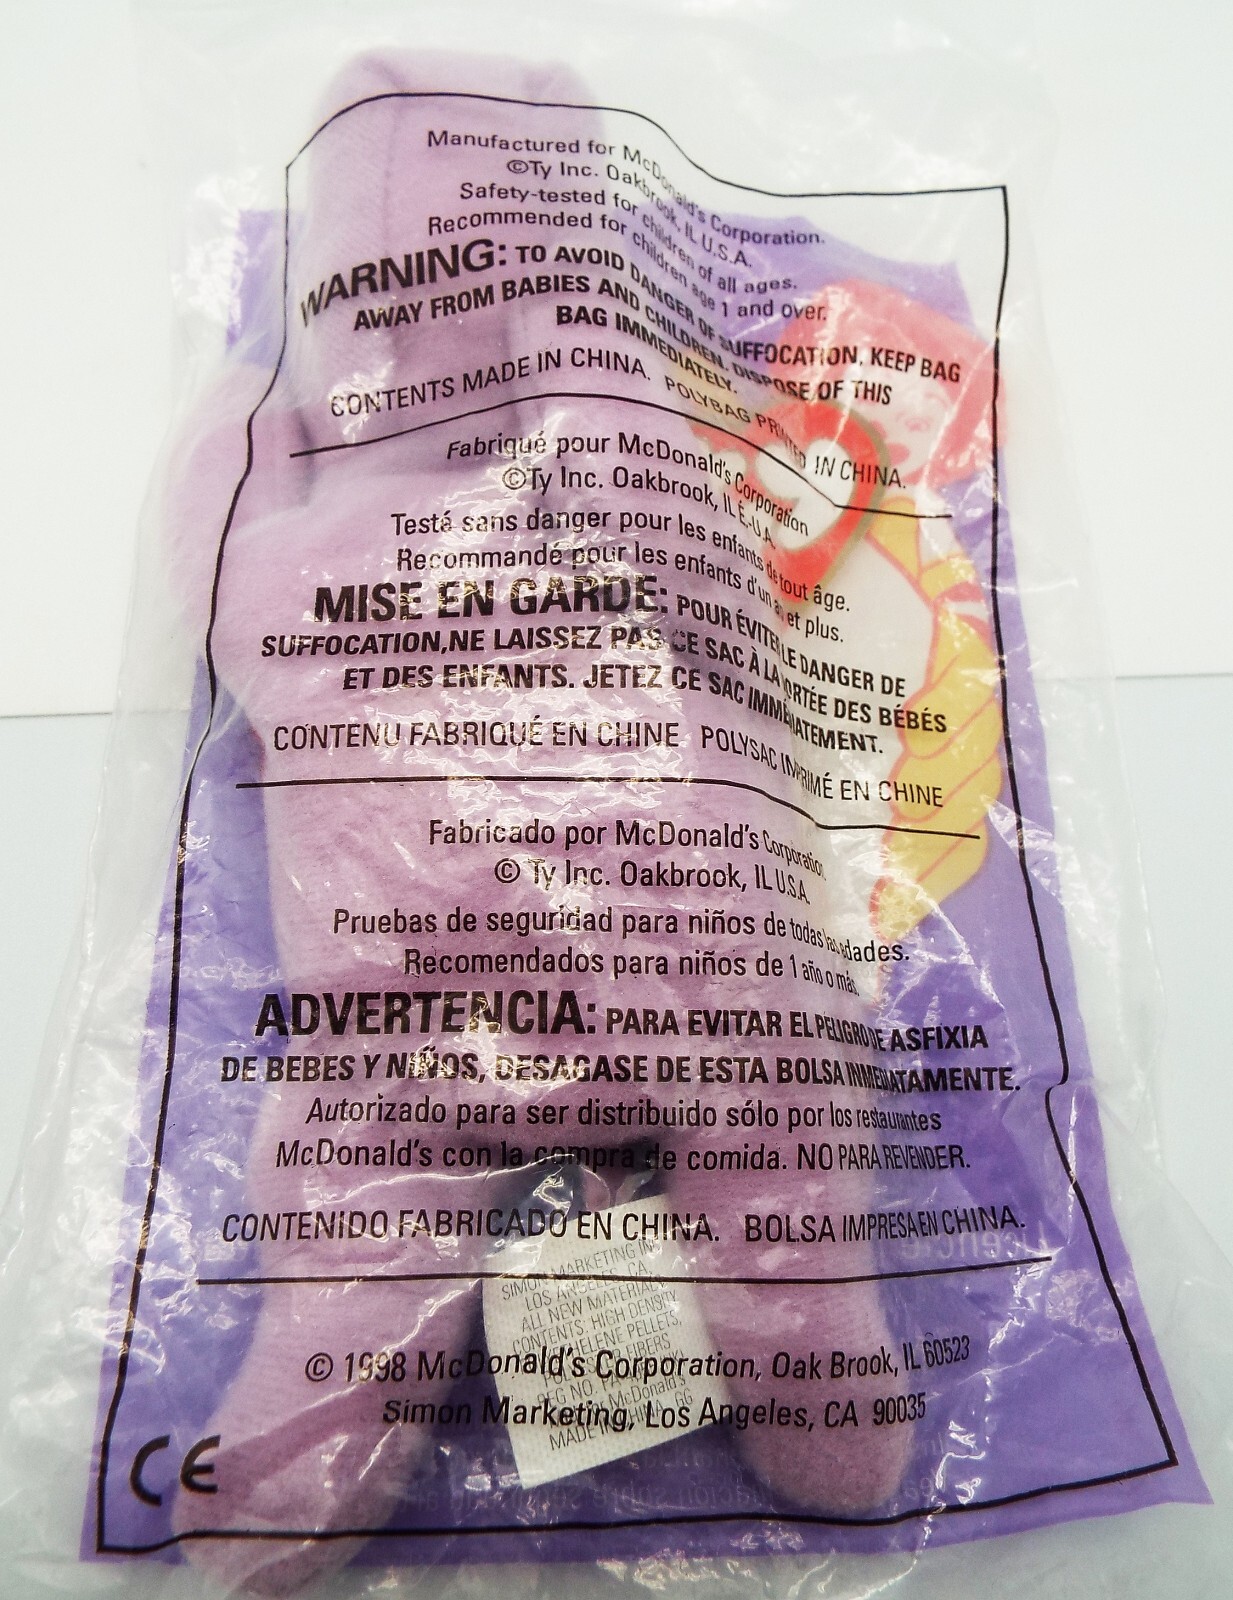 Manufactured for McDonald's Corporation.
©Ty Inc. Oakbrook, IL U.S.A.
Safety-tested for children of all ages.
Recommended for children age 1 and over.
WARNING: TO AVOID DANGER OF SUFFOCATION, KEEP BAG
AWAY FROM BABIES AND CHILDREN. DISPOSE OF THIS
BAG IMMEDIATELY.
CONTENTS MADE IN CHINA. POLYBAG PRINTED IN CHINA.
Fabriqué pour McDonald's Corporation
©Ty Inc. Oakbrook, IL É.-U.A.
Testé sans danger pour les enfants de tout âge.
Recommandé pour les enfants d'un an et plus.
MISE EN GARDE: POUR ÉVITER LE DANGER DE
SUFFOCATION, NE LAISSEZ PAS CE SAC À LA PORTÉE DES BÉBÉS
ET DES ENFANTS. JETEZ CE SAC IMMÉDIATEMENT.
CONTENU FABRIQUÉ EN CHINE POLYSAC IMPRIMÉ EN CHINE
Fabricado por McDonald's Corporation
© Ty Inc. Oakbrook, IL U.S.A.
Pruebas de seguridad para niños de todas las edades.
Recomendados para niños de 1 año o más.
ADVERTENCIA: PARA EVITAR EL PELIGRO DE ASFIXIA
DE BEBES Y NIÑOS, DESAGASE DE ESTA BOLSA INMEDIATAMENTE.
Autorizado para ser distribuido sólo por los restaurantes
McDonald's con la compra de comida. NO PARA REVENDER.
CONTENIDO FABRICADO EN CHINA. BOLSA IMPRESA EN CHINA.
SIMON MARKETING IN
LOS ANGELES, CA.
ALL NEW MATERIAL
CONTENTS: HIGH DENSITY
PELLETS,
FIBERS
REG NO. PA
McDonald's
MADE IN CHINA GG
© 1998 McDonald's Corporation, Oak Brook, IL 60523
Simon Marketing, Los Angeles, CA 90035
CE